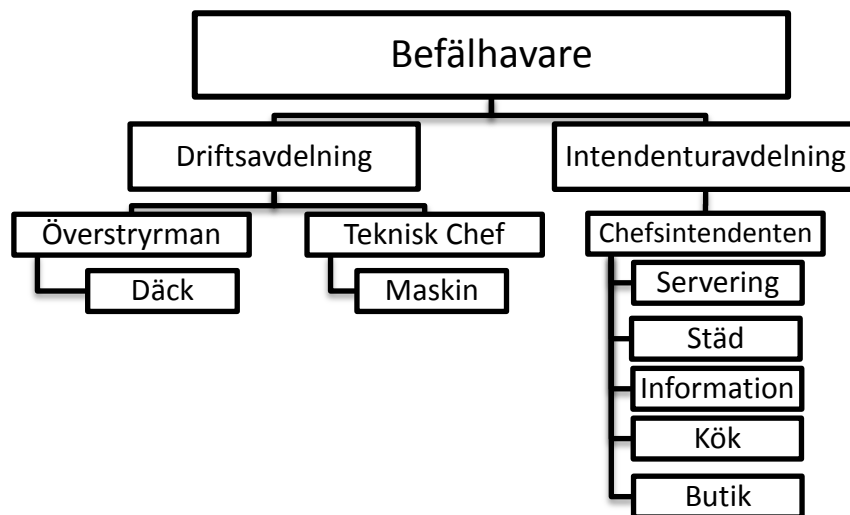 Befälhavare
Driftsavdelning
Intendenturavdelning
Överstryrman
Teknisk Chef
Chefsintendenten
Däck
Maskin
Servering
Städ
Information
Kök
Butik